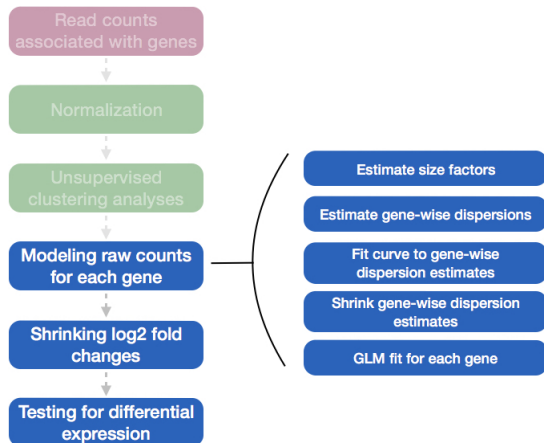 Read counts
associated with genes
Normalization
Unsupervised
clustering analyses
Modeling raw counts
for each gene
Shrinking log2 fold
changes
Testing for differential
expression
Estimate size factors
Estimate gene-wise dispersions
Fit curve to gene-wise
dispersion estimates
Shrink gene-wise dispersion
estimates
GLM fit for each gene